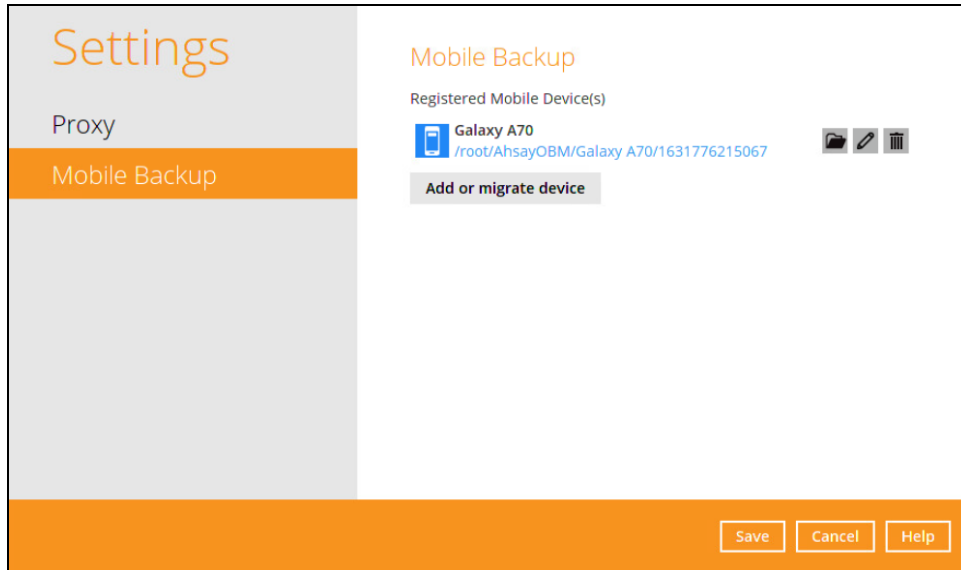 Settings
Proxy
Mobile Backup
Mobile Backup
Registered Mobile Device(s)
Galaxy A70
/root/AhsayOBM/Galaxy A70/1631776215067
Add or migrate device
Save Cancel Help